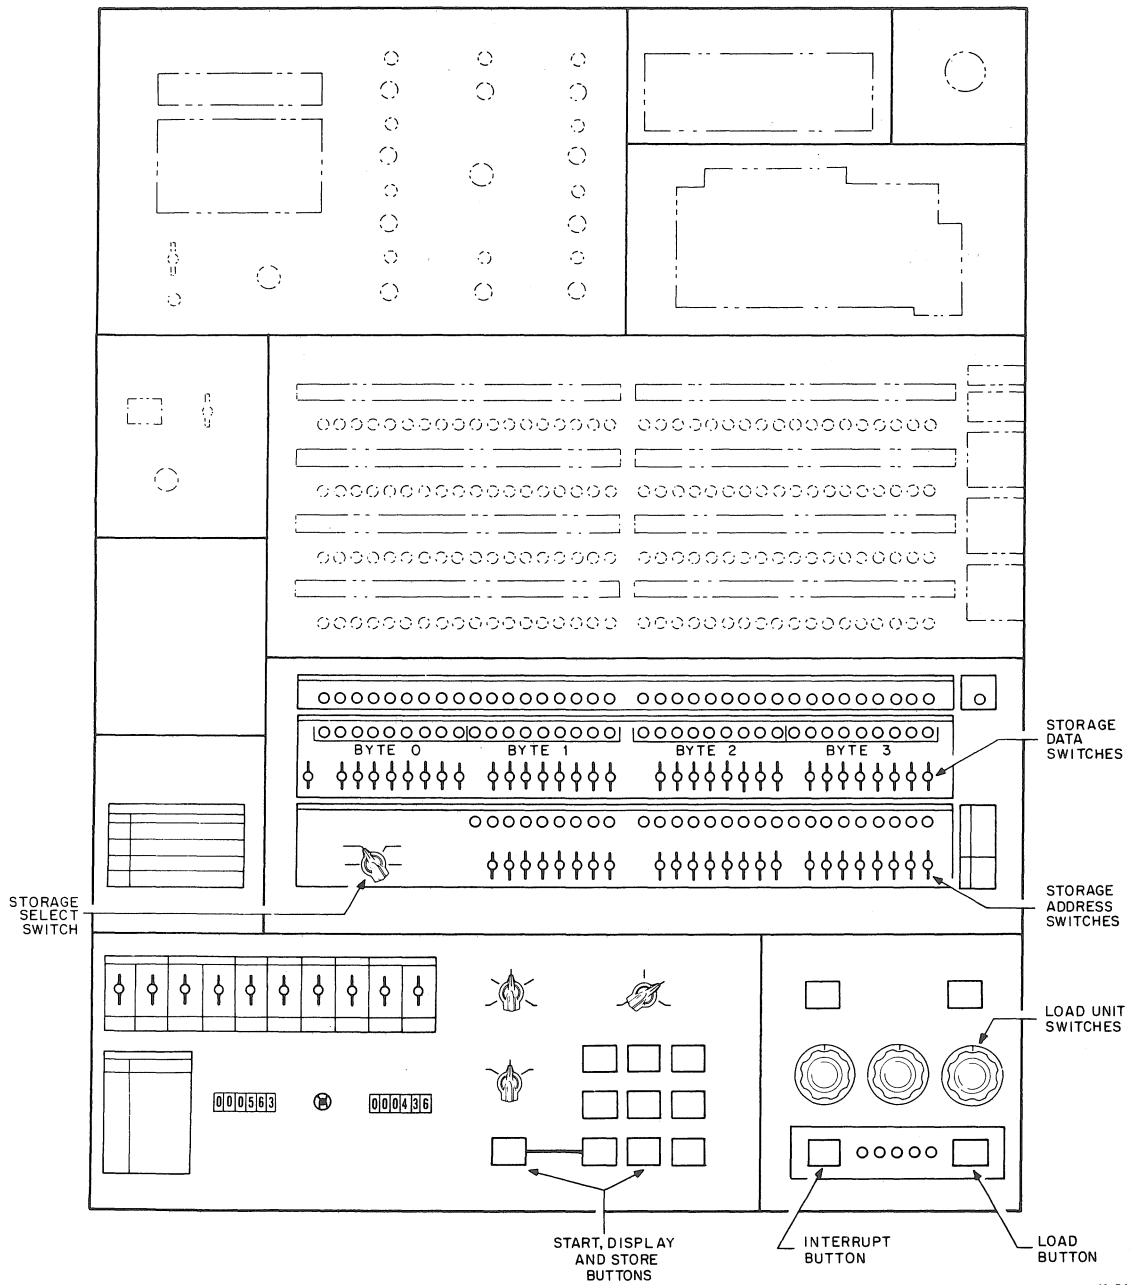 BYTE 0 BYTE 1 BYTE 2 BYTE 3
STORAGE
DATA
SWITCHES
STORAGE
SELECT
SWITCH
STORAGE
ADDRESS
SWITCHES
LOAD UNIT
SWITCHES
000563
000436
START, DISPLAY
AND STORE
BUTTONS
INTERRUPT
BUTTON
LOAD
BUTTON